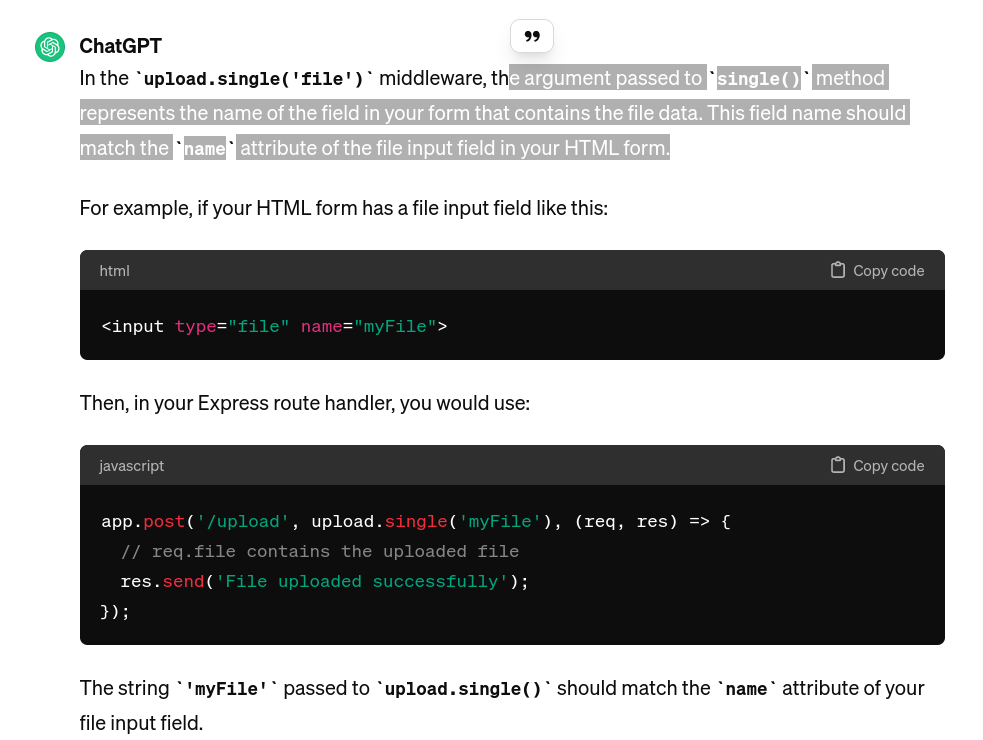 ChatGPT
In the `upload.single('file')` middleware, the argument passed to `single()` method
represents the name of the field in your form that contains the file data. This field name should
match the `name` attribute of the file input field in your HTML form.
For example, if your HTML form has a file input field like this:
html Copy code
<input type="file" name="myFile">
Then, in your Express route handler, you would use:
javascript Copy code
app.post('/upload', upload.single('myFile'), (req, res) => {
  // req.file contains the uploaded file
  res.send('File uploaded successfully');
});
The string `'myFile'` passed to `upload.single()` should match the `name` attribute of your
file input field.